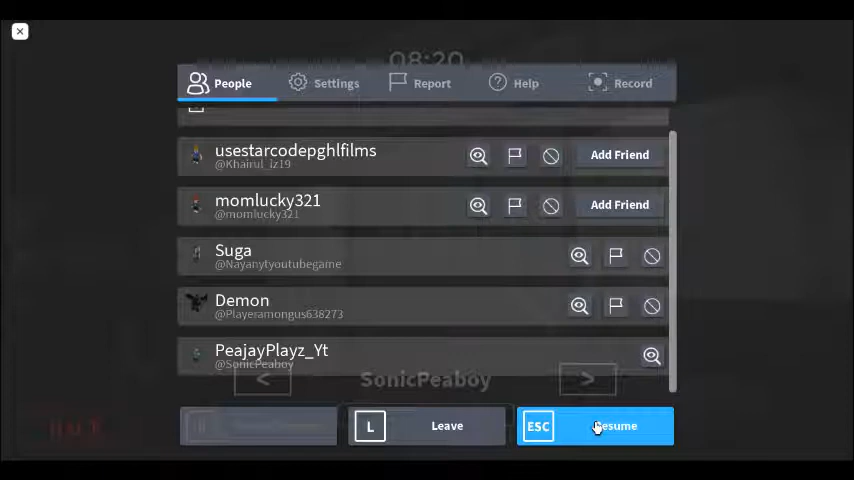 08:20
People
Settings
Report
Help
Record
usestarcodepghlfilms
@Khairul_iz19
Add Friend
momlucky321
@momlucky321
Add Friend
Suga
@Nayanytyoutubegame
Demon
@Playeramongus638273
PeajayPlayz_Yt
@SonicPeaboy
< SonicPeaboy >
L Leave
ESC Resume